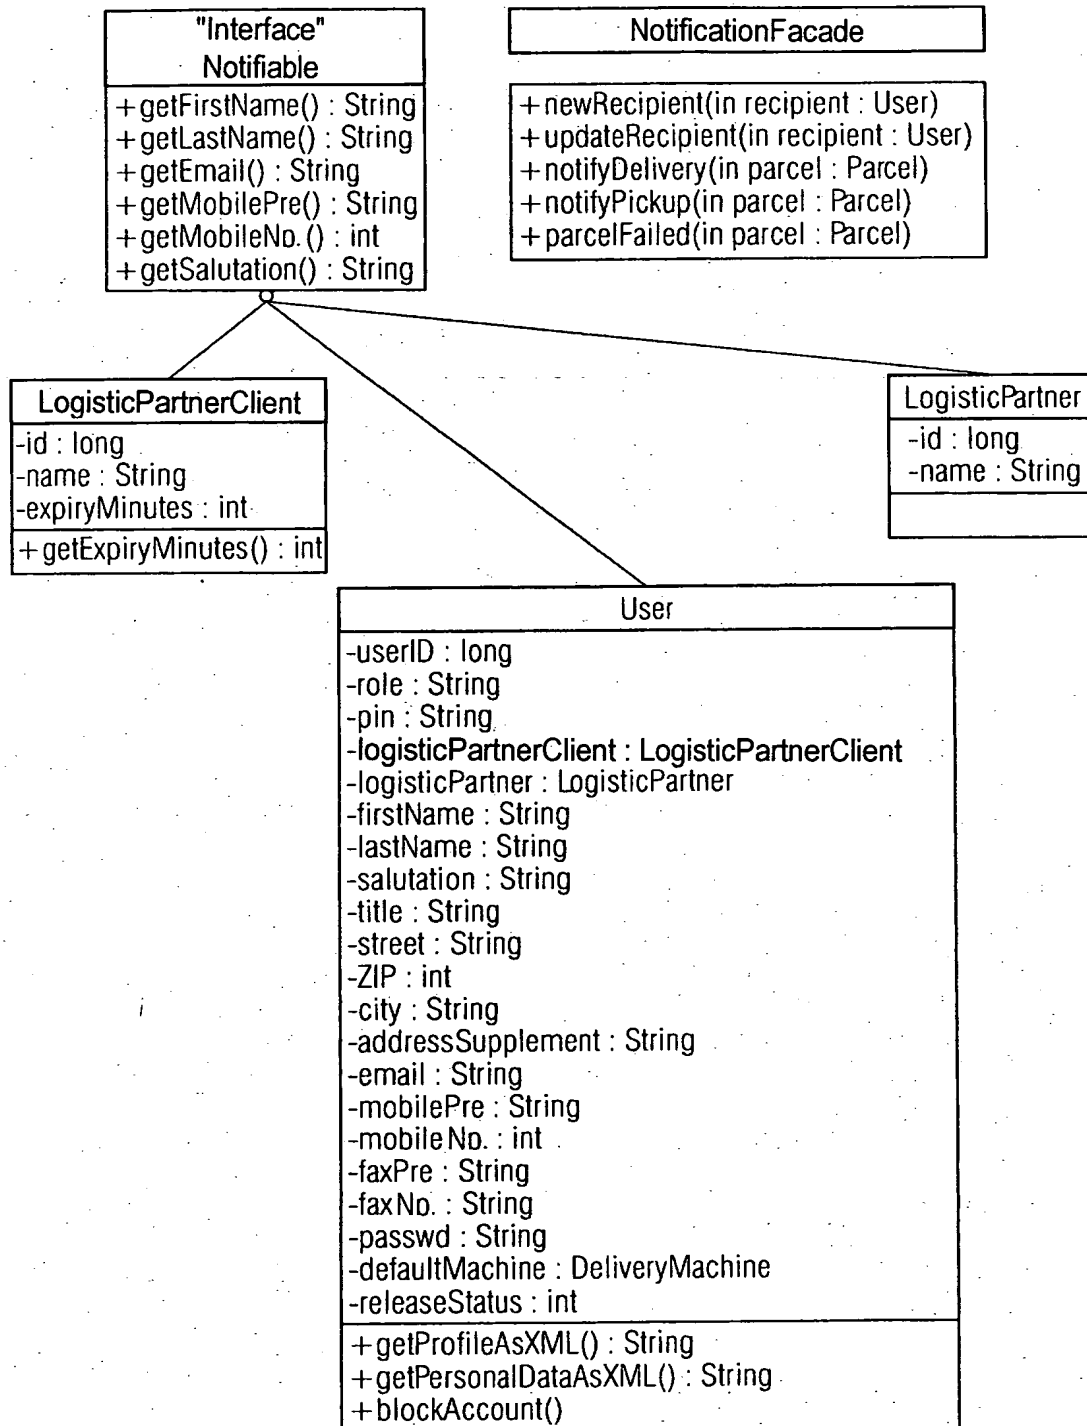 "Interface"
Notifiable
+getFirstName() : String
+getLastName() : String
+getEmail() : String
+getMobilePre() : String
+getMobileNo.() : int
+getSalutation() : String
NotificationFacade
+newRecipient(in recipient : User)
+updateRecipient(in recipient : User)
+notifyDelivery(in parcel : Parcel)
+notifyPickup(in parcel : Parcel)
+parcelFailed(in parcel : Parcel)
LogisticPartnerClient
-id : long
-name : String
-expiryMinutes : int
+getExpiryMinutes() : int
LogisticPartner
-id : long
-name : String
User
-userID : long
-role : String
-pin : String
-logisticPartnerClient : LogisticPartnerClient
-logisticPartner : LogisticPartner
-firstName : String
-lastName : String
-salutation : String
-title : String
-street : String
-ZIP : int
-city : String
-addressSupplement : String
-email : String
-mobilePre : String
-mobileNo. : int
-faxPre : String
-faxNo. : String
-passwd : String
-defaultMachine : DeliveryMachine
-releaseStatus : int
+getProfileAsXML() : String
+getPersonalDataAsXML() : String
+blockAccount()